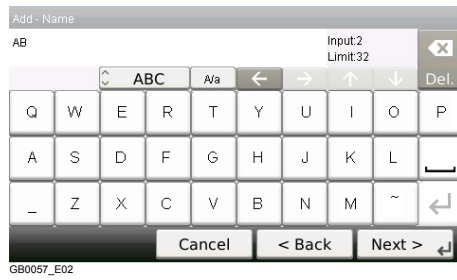 Add - Name
AB
Input:2
Limit:32
ABC A/a ← → ↑ ↓ Del.
Q W E R T Y U I O P
A S D F G H J K L
_ Z X C V B N M ~
Cancel < Back Next >
GB0057_E02